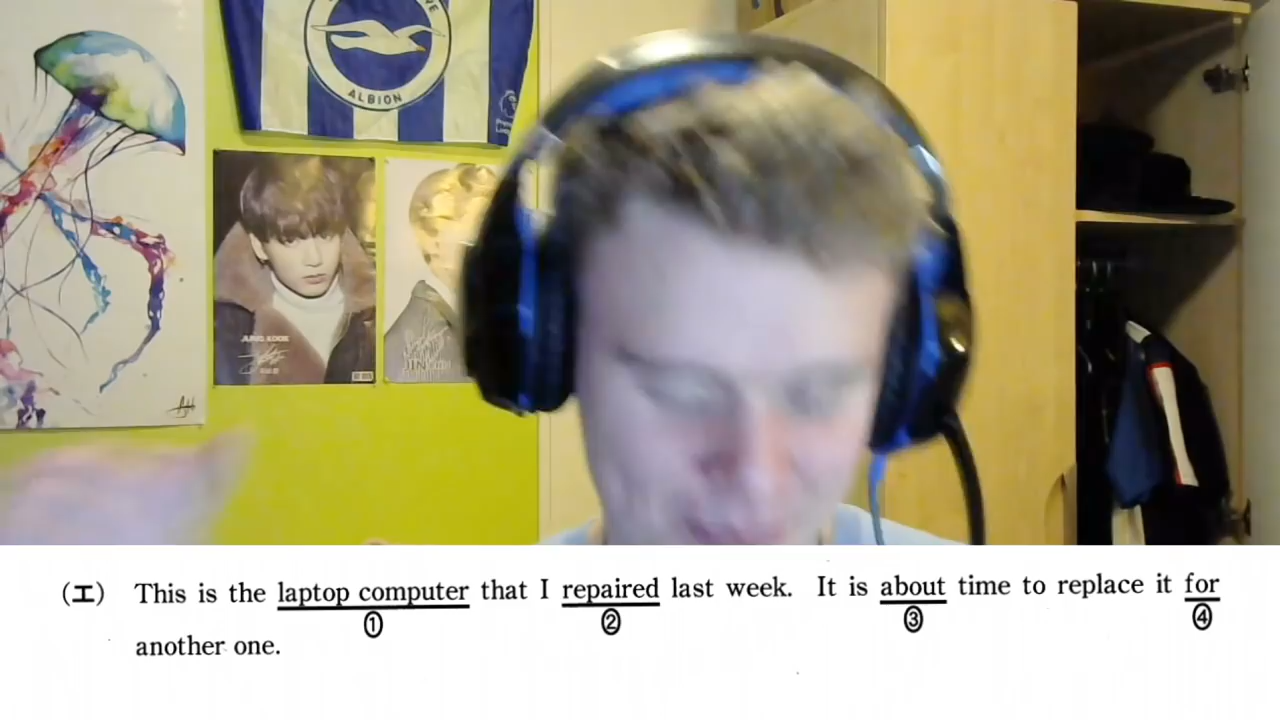 ALBION
JUNG KOOK
JIN
(エ) This is the laptop computer that I repaired last week. It is about time to replace it for
① ② ③ ④
another one.